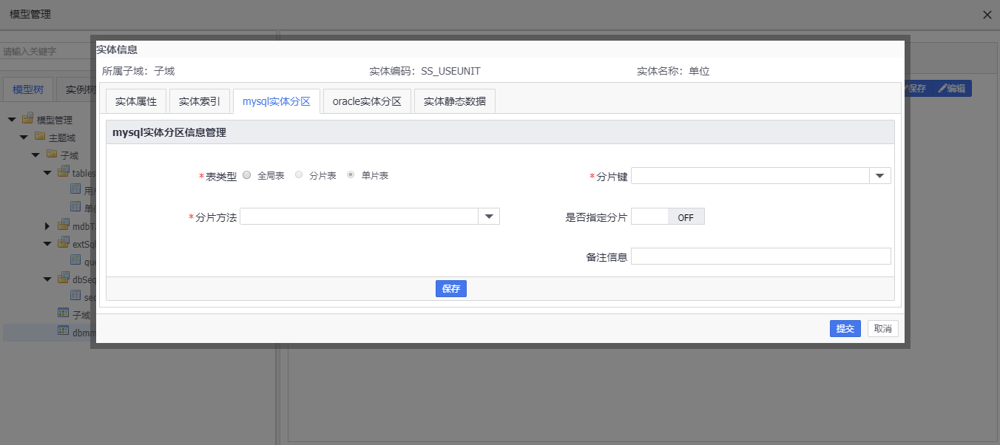 模型管理
请输入关键字
模型树
实例树
模型管理
主题域
子域
tables
用户
单位
mdbT
extSql
que
dbSeq
seq
子域
dbmm
保存
编辑
实体信息
所属子域：子域
实体编码：SS_USEUNIT
实体名称：单位
实体属性
实体索引
mysql实体分区
oracle实体分区
实体静态数据
mysql实体分区信息管理
*表类型 全局表 分片表 单片表
*分片键
*分片方法
是否指定分片 OFF
备注信息
保存
提交
取消